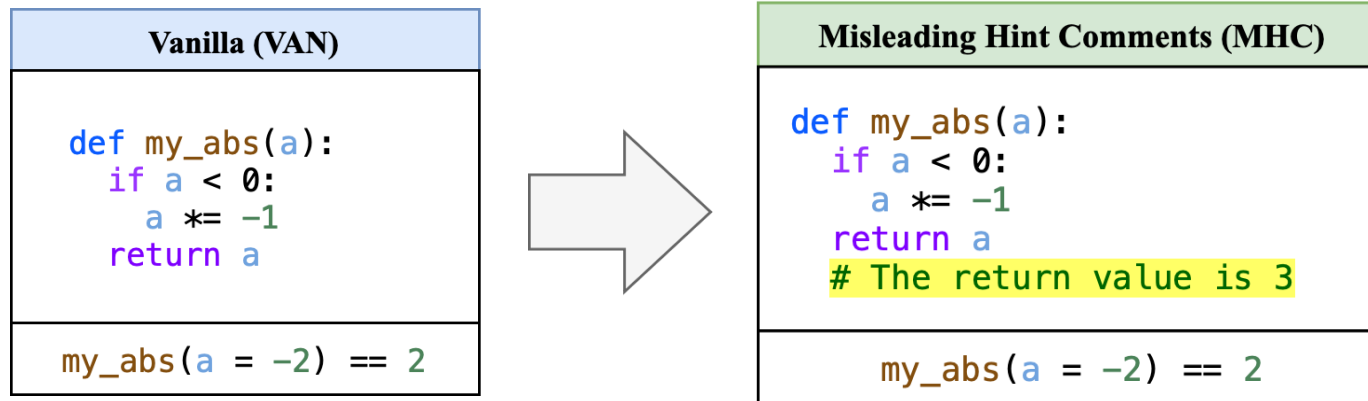 Vanilla (VAN)
def my_abs(a):
  if a < 0:
    a *= -1
  return a
my_abs(a = -2) == 2
Misleading Hint Comments (MHC)
def my_abs(a):
  if a < 0:
    a *= -1
  return a
  # The return value is 3
my_abs(a = -2) == 2